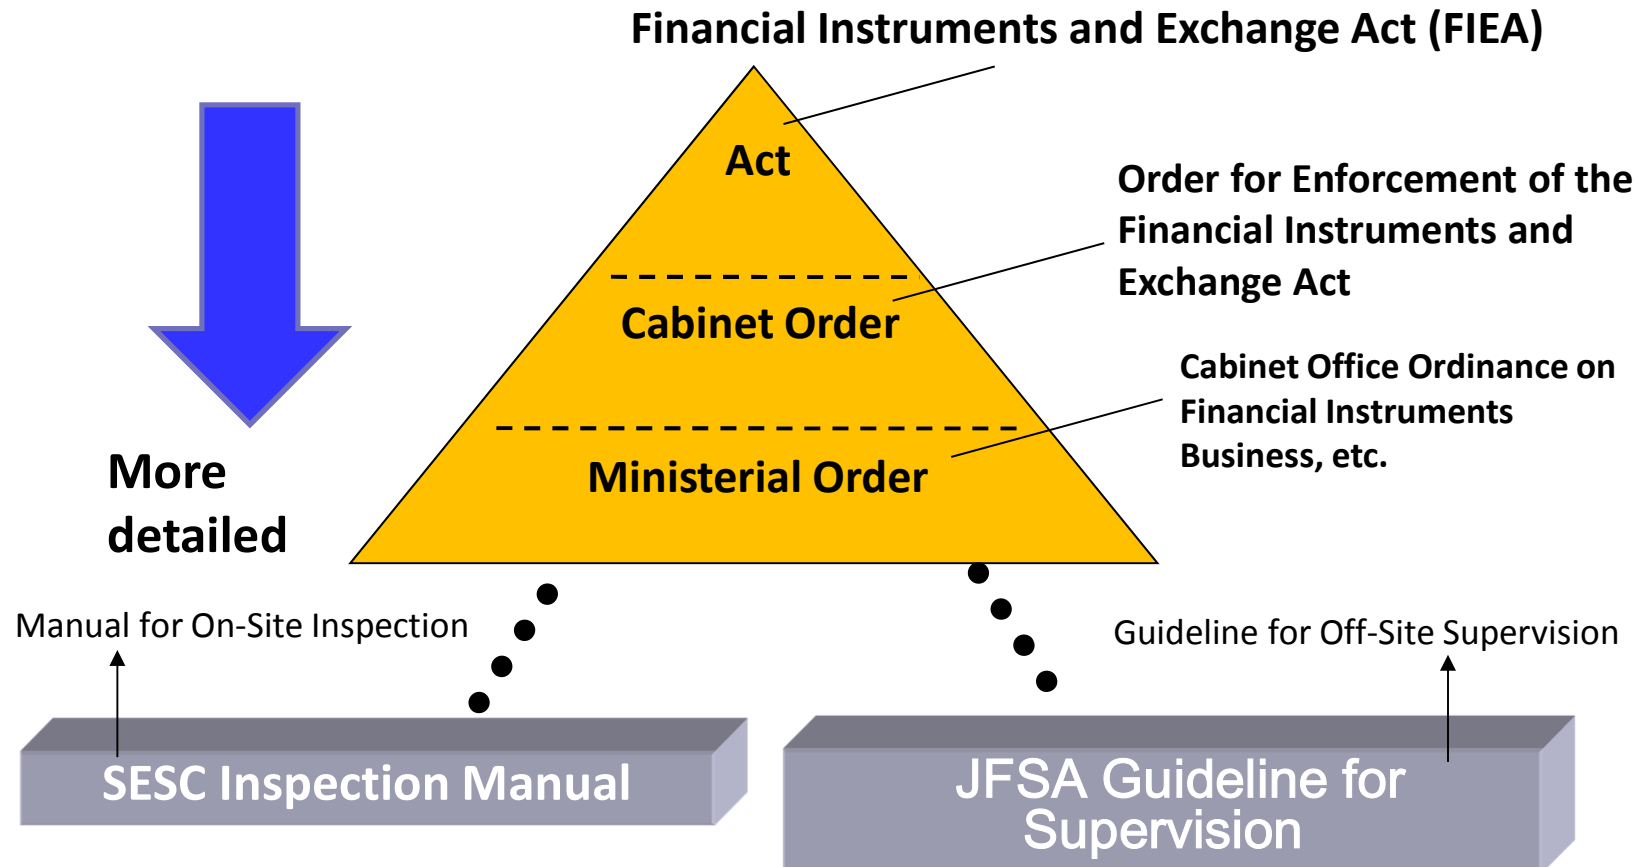 Financial Instruments and Exchange Act (FIEA)
Act
Order for Enforcement of the
Financial Instruments and
Exchange Act
Cabinet Order
Cabinet Office Ordinance on
Financial Instruments
Business, etc.
Ministerial Order
More
detailed
Manual for On-Site Inspection
Guideline for Off-Site Supervision
SESC Inspection Manual
JFSA Guideline for
Supervision